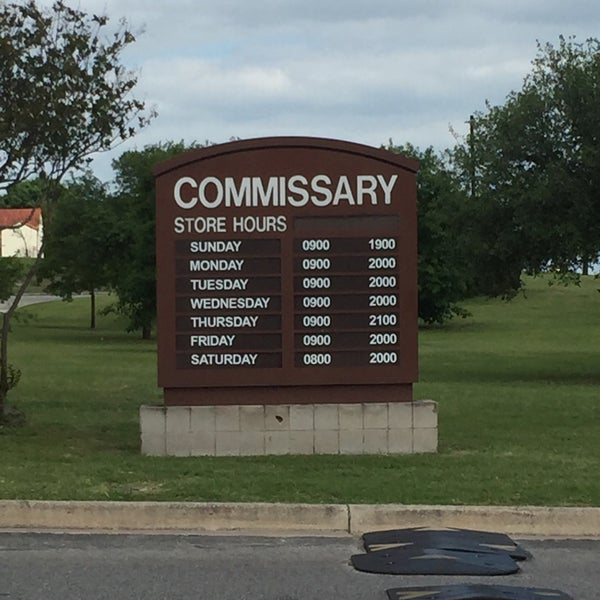 COMMISSARY
STORE HOURS
SUNDAY 0900 1900
MONDAY 0900 2000
TUESDAY 0900 2000
WEDNESDAY 0900 2000
THURSDAY 0900 2100
FRIDAY 0900 2000
SATURDAY 0800 2000